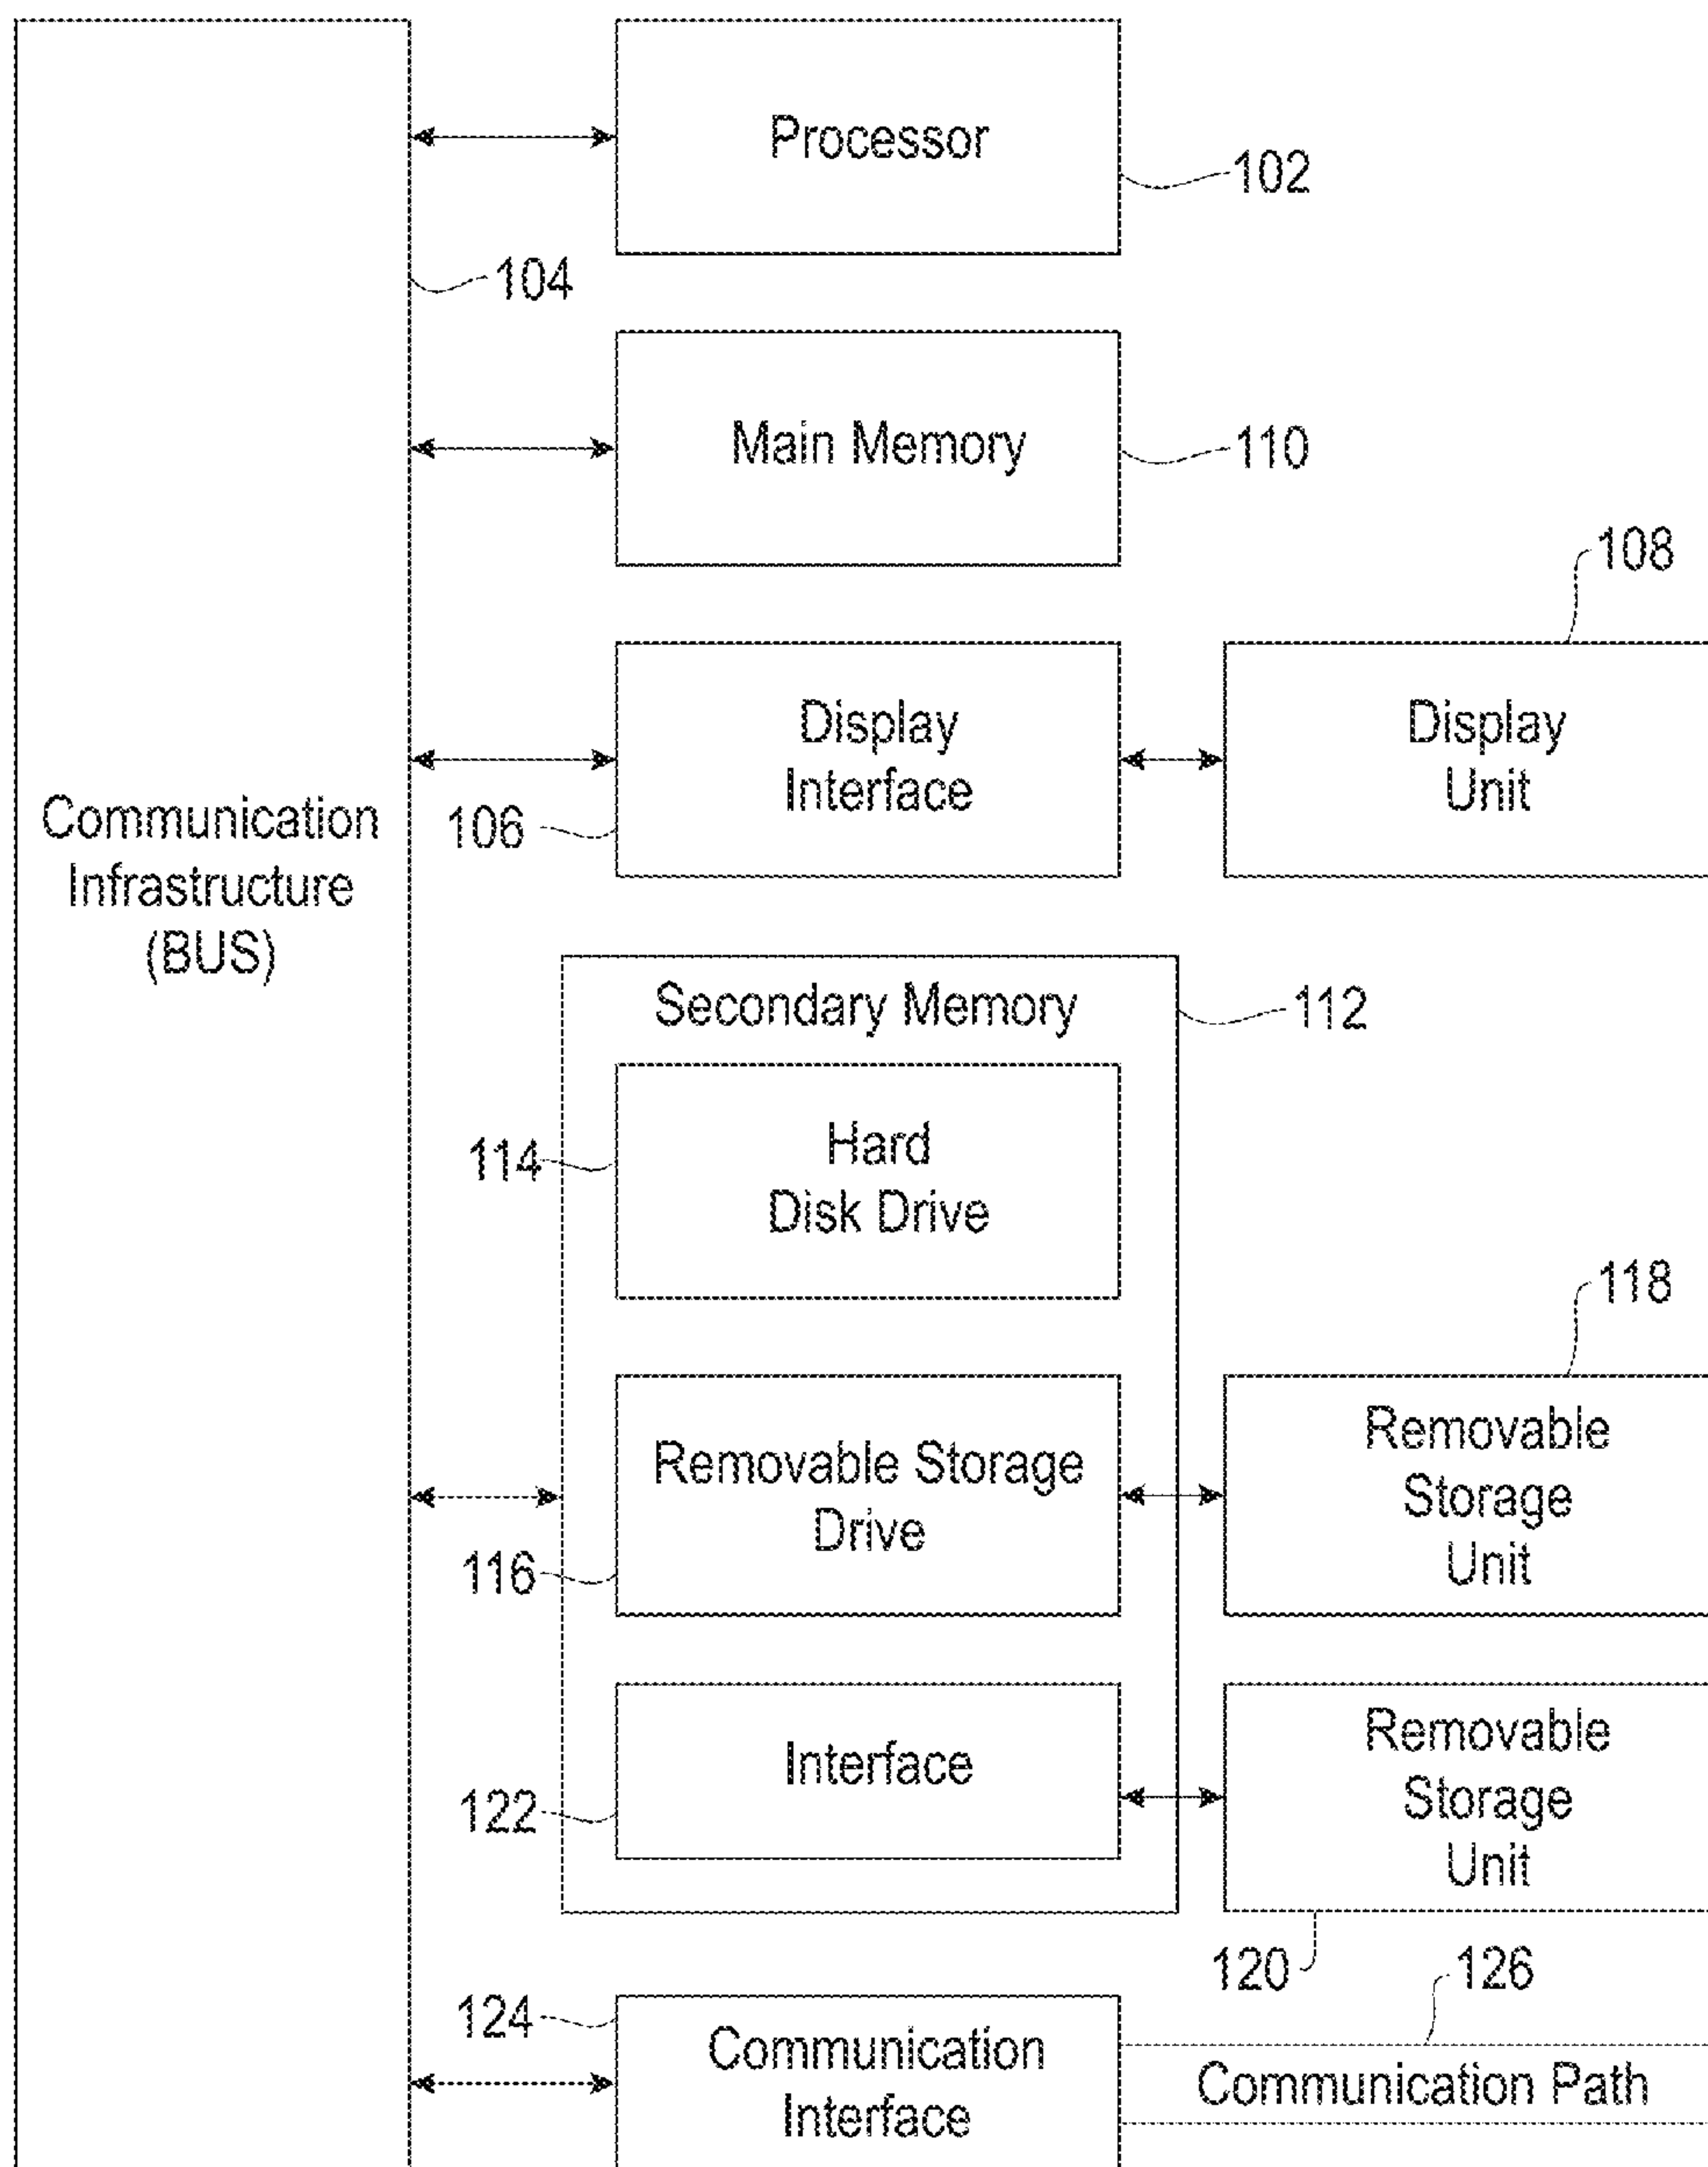 Processor
102
104
Main Memory
110
108
Display
Interface
Display
Unit
106
Communication
Infrastructure
(BUS)
Secondary Memory
112
Hard
Disk Drive
114
118
Removable Storage
Drive
Removable
Storage
Unit
116
Interface
Removable
Storage
Unit
122
120
126
124
Communication
Interface
Communication Path